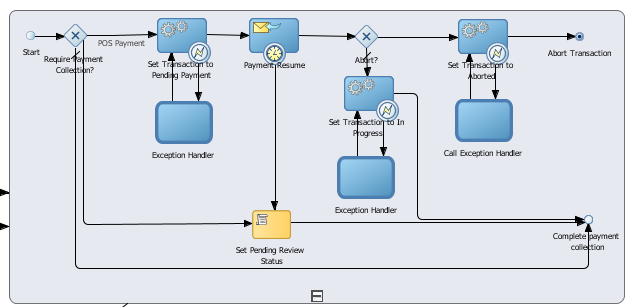 Start
Require Payment
Collection?
POS Payment
Set Transaction to
Pending Payment
Payment Resume
Abort?
Set Transaction to
Aborted
Abort Transaction
Exception Handler
Set Transaction to In
Progress
Call Exception Handler
Exception Handler
Set Pending Review
Status
Complete payment
collection